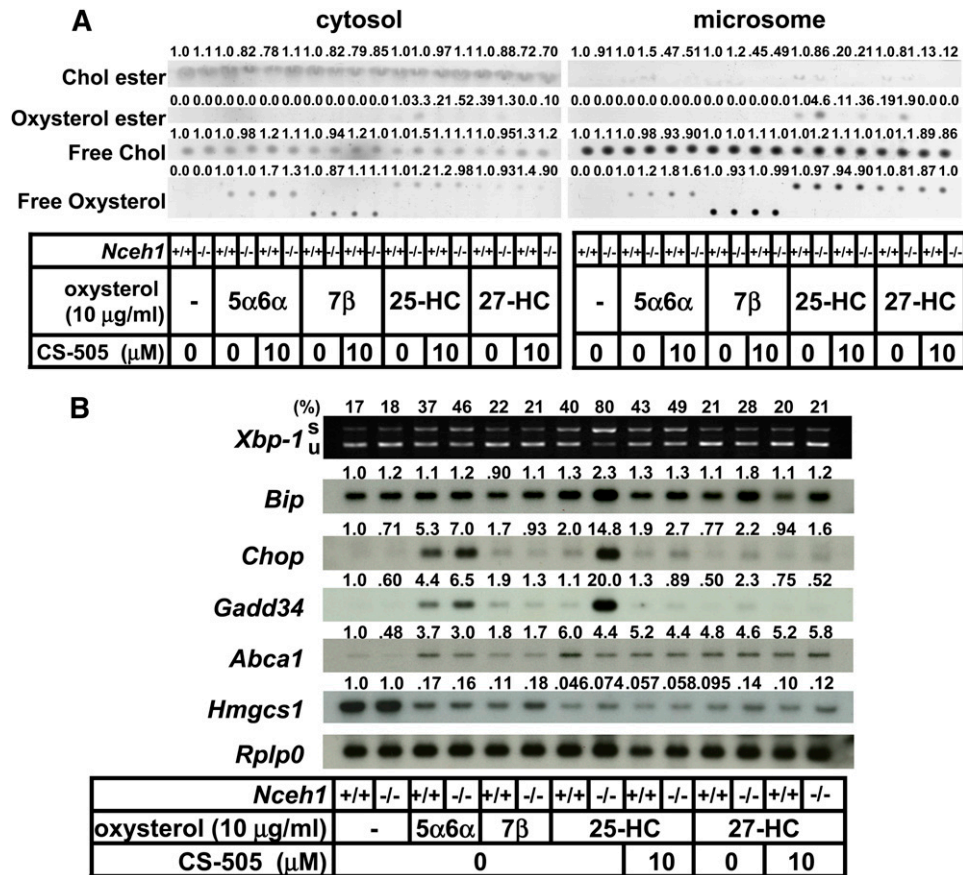 A
cytosol microsome
1.0 1.1 1.0 .82 .78 1.1 1.0 .82 .79 .85 1.0 1.0 .97 1.1 1.0 .88 .72 .70 1.0 .91 1.0 1.5 .47 .51 1.0 1.2 .45 .49 1.0 .86 .20 .21 1.0 .81 .13 .12
Chol ester
0.0 0.0 0.0 0.0 0.0 0.0 0.0 0.0 0.0 0.0 1.0 3.3 .21 .52 .39 1.3 0.0 .10 0.0 0.0 0.0 0.0 0.0 0.0 0.0 0.0 0.0 0.0 1.0 4.6 .11 .36 .19 1.9 0.0 0.0
Oxysterol ester
1.0 1.0 1.0 .98 1.2 1.1 1.0 .94 1.2 1.0 1.0 1.5 1.1 1.1 1.0 .95 1.3 1.2 1.0 1.1 1.0 .98 .93 .90 1.0 1.0 1.1 1.0 1.0 1.2 1.1 1.0 1.0 1.1 .89 .86
Free Chol
0.0 0.0 1.0 1.0 1.7 1.3 1.0 .87 1.1 1.1 1.0 1.2 1.2 .98 1.0 .93 1.4 .90 0.0 0.0 1.0 1.2 1.8 1.6 1.0 .93 1.0 .99 1.0 .97 .94 .90 1.0 .81 .87 1.0
Free Oxysterol
Nceh1 +/+ -/- +/+ -/- +/+ -/- +/+ -/- +/+ -/- +/+ -/- +/+ -/- +/+ -/- +/+ -/- +/+ -/- +/+ -/- +/+ -/- +/+ -/- +/+ -/- +/+ -/- +/+ -/- +/+ -/- +/+ -/-
oxysterol (10 µg/ml) - 5α6α 7β 25-HC 27-HC - 5α6α 7β 25-HC 27-HC
CS-505 (µM) 0 0 10 0 10 0 10 0 10 0 0 10 0 10 0 10 0 10
B
(%) 17 18 37 46 22 21 40 80 43 49 21 28 20 21
Xbp-1 s
u
1.0 1.2 1.1 1.2 .90 1.1 1.3 2.3 1.3 1.3 1.1 1.8 1.1 1.2
Bip
1.0 .71 5.3 7.0 1.7 .93 2.0 14.8 1.9 2.7 .77 2.2 .94 1.6
Chop
1.0 .60 4.4 6.5 1.9 1.3 1.1 20.0 1.3 .89 .50 2.3 .75 .52
Gadd34
1.0 .48 3.7 3.0 1.8 1.7 6.0 4.4 5.2 4.4 4.8 4.6 5.2 5.8
Abca1
1.0 1.0 .17 .16 .11 .18 .046 .074 .057 .058 .095 .14 .10 .12
Hmgcs1
Rplp0
Nceh1 +/+ -/- +/+ -/- +/+ -/- +/+ -/- +/+ -/- +/+ -/- +/+ -/-
oxysterol (10 µg/ml) - 5α6α 7β 25-HC 27-HC
CS-505 (µM) 0 10 0 10